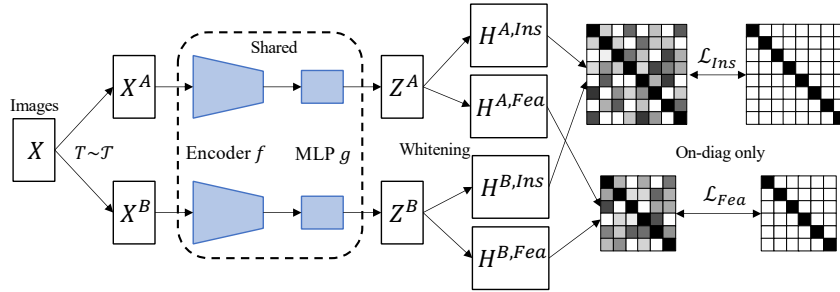 Images
X
T~𝒯
X^A
X^B
Shared
Encoder f
MLP g
Z^A
Z^B
Whitening
H^{A,Ins}
H^{A,Fea}
H^{B,Ins}
H^{B,Fea}
ℒ_{Ins}
On-diag only
ℒ_{Fea}